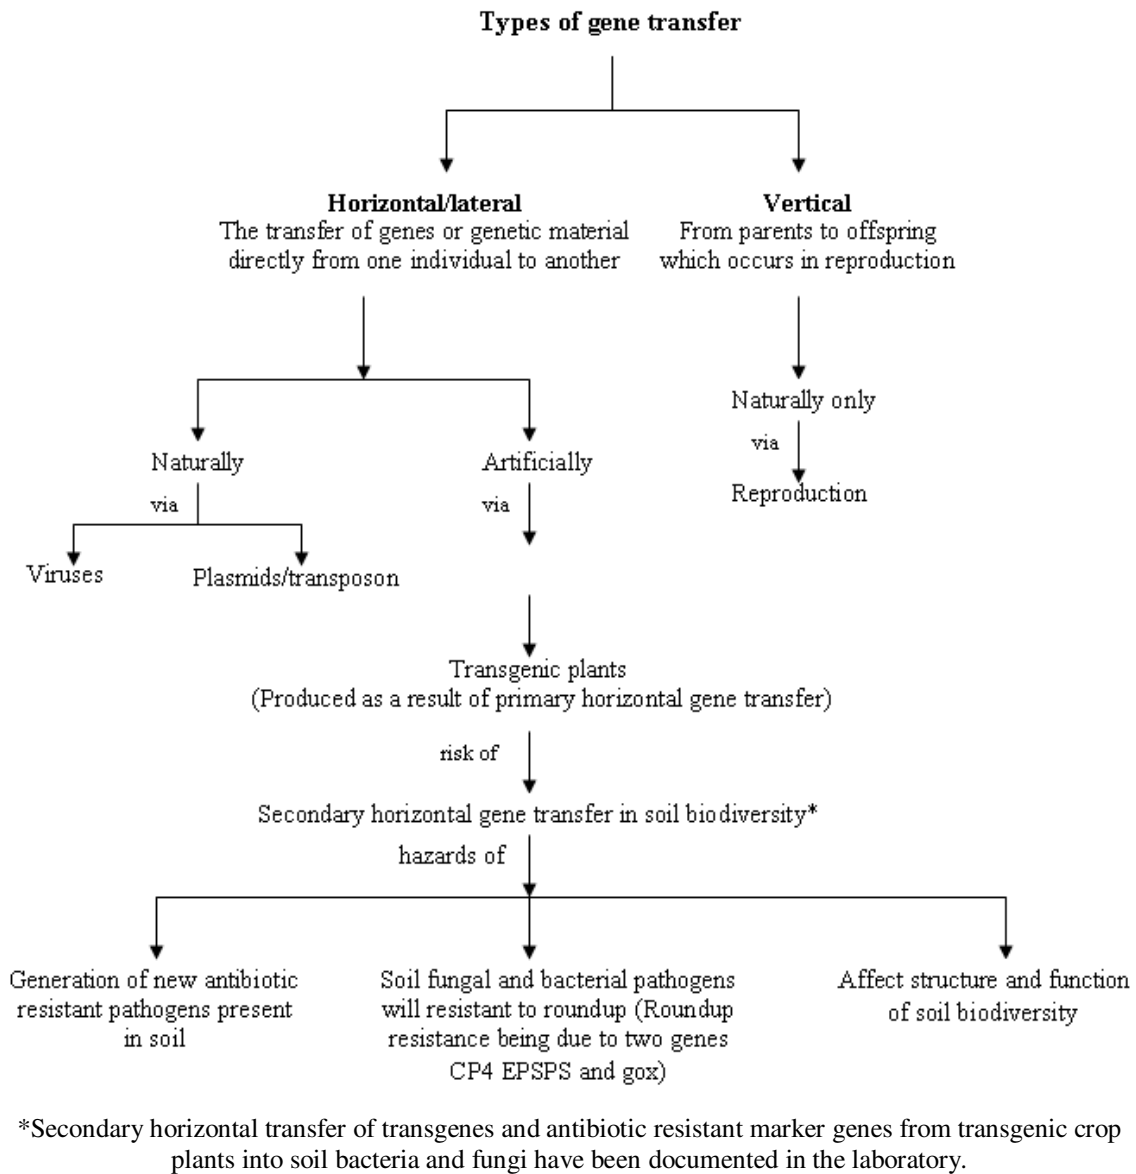 Types of gene transfer
Horizontal/lateral
The transfer of genes or genetic material
directly from one individual to another
Vertical
From parents to offspring
which occurs in reproduction
Naturally only
via
Reproduction
Naturally
via
Artificially
via
Viruses
Plasmids/transposon
Transgenic plants
(Produced as a result of primary horizontal gene transfer)
risk of
Secondary horizontal gene transfer in soil biodiversity*
hazards of
Generation of new antibiotic
resistant pathogens present
in soil
Soil fungal and bacterial pathogens
will resistant to roundup (Roundup
resistance being due to two genes
CP4 EPSPS and gox)
Affect structure and function
of soil biodiversity
*Secondary horizontal transfer of transgenes and antibiotic resistant marker genes from transgenic crop
plants into soil bacteria and fungi have been documented in the laboratory.